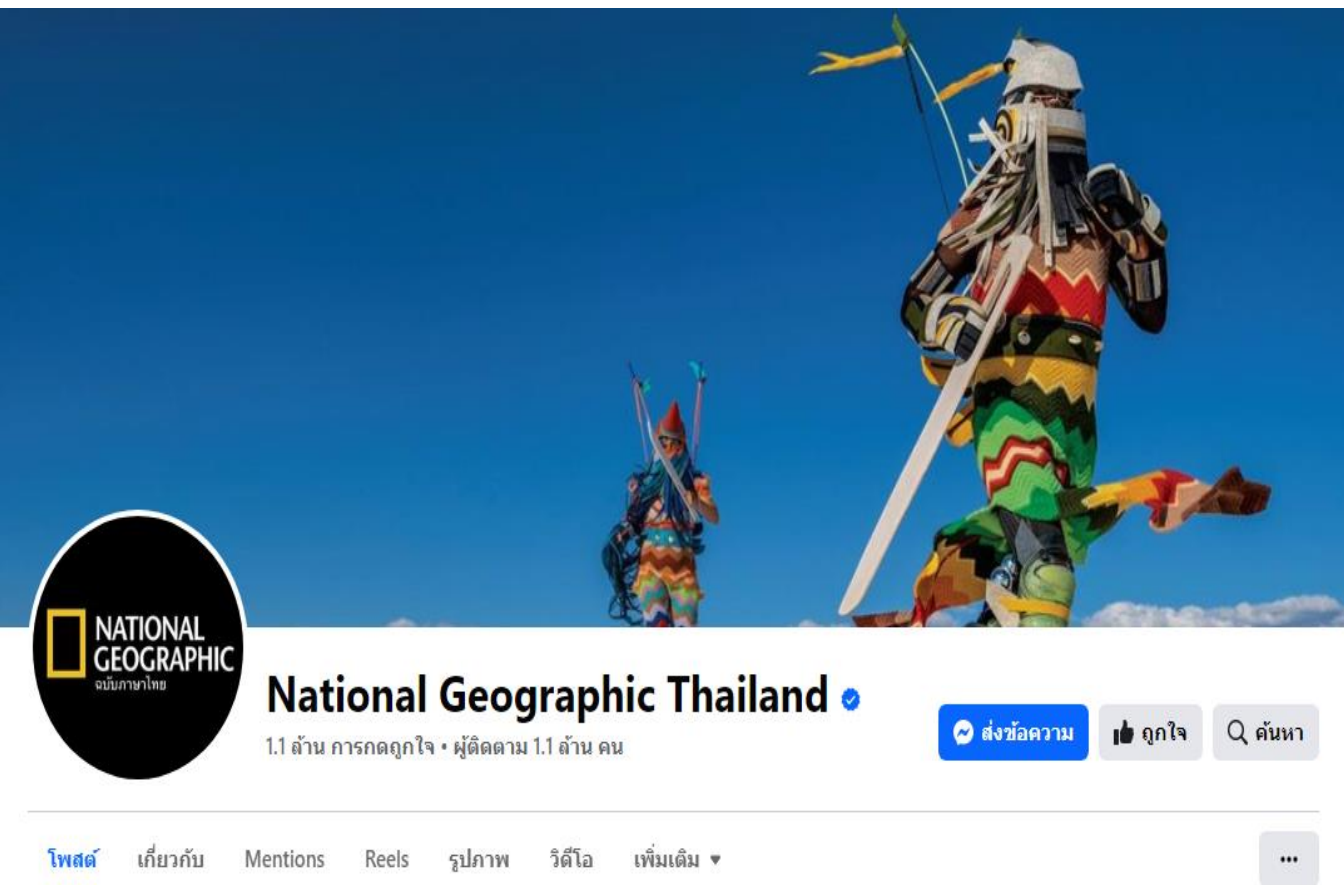 NATIONAL
GEOGRAPHIC
ฉบับภาษาไทย
National Geographic Thailand
1.1 ล้าน การกดถูกใจ • ผู้ติดตาม 1.1 ล้าน คน
ส่งข้อความ ถูกใจ ค้นหา
โพสต์ เกี่ยวกับ Mentions Reels รูปภาพ วิดีโอ เพิ่มเติม ▼